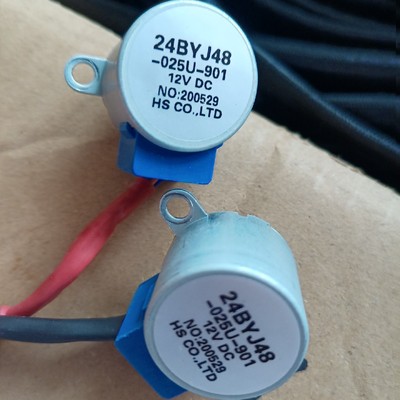 24BYJ48
-025U-901
12V DC
NO:200529
HS CO.,LTD
24BYJ48
-025U-901
12V DC
NO:200529
HS CO.,LTD